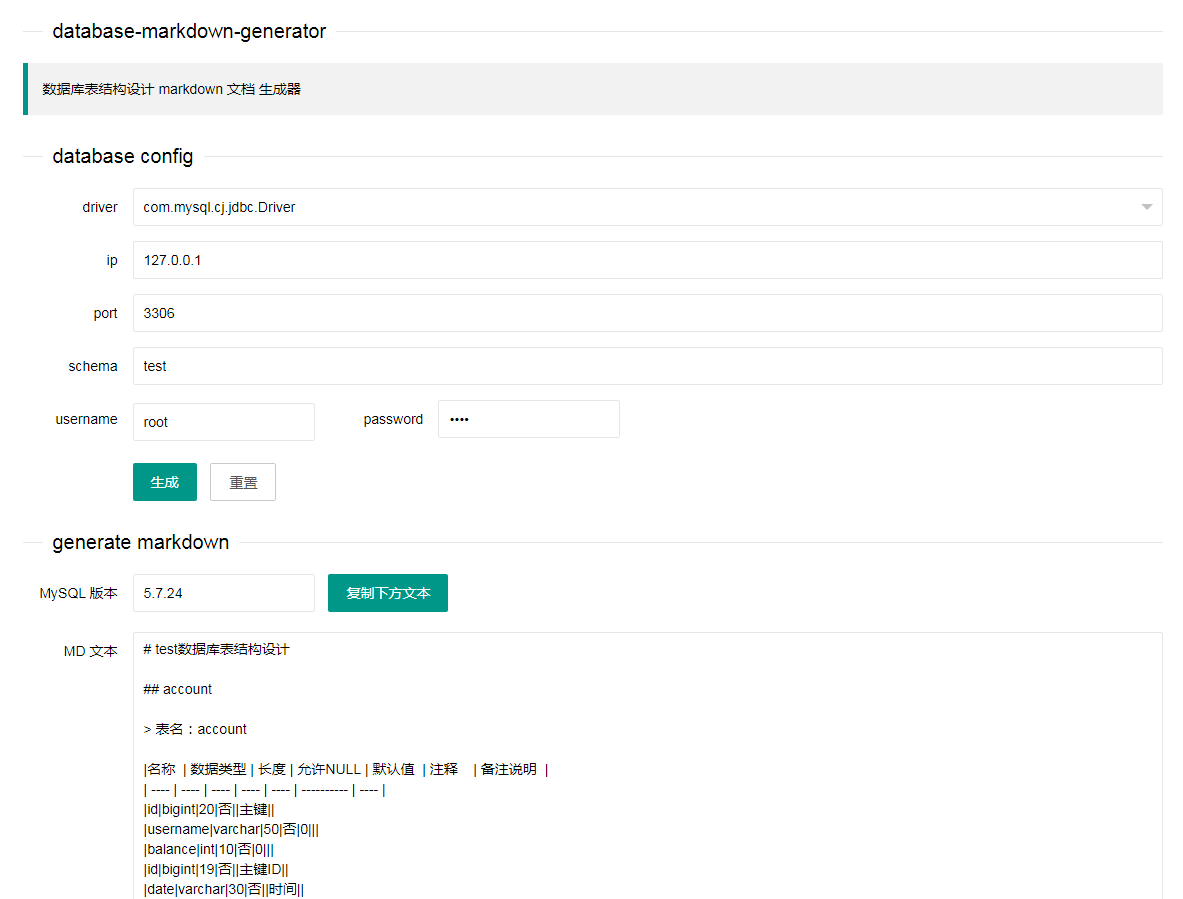 database-markdown-generator
数据库表结构设计 markdown 文档 生成器
database config
driver com.mysql.cj.jdbc.Driver
ip 127.0.0.1
port 3306
schema test
username root password ••••
生成 重置
generate markdown
MySQL 版本 5.7.24 复制下方文本
MD 文本 # test数据库表结构设计
## account
> 表名：account
|名称 | 数据类型 | 长度 | 允许NULL | 默认值 | 注释 | 备注说明 |
| ---- | ---- | ---- | ---- | ---- | ---------- | ---- |
|id|bigint|20|否||主键||
|username|varchar|50|否|0|||
|balance|int|10|否|0|||
|id|bigint|19|否||主键ID||
|date|varchar|30|否||时间||